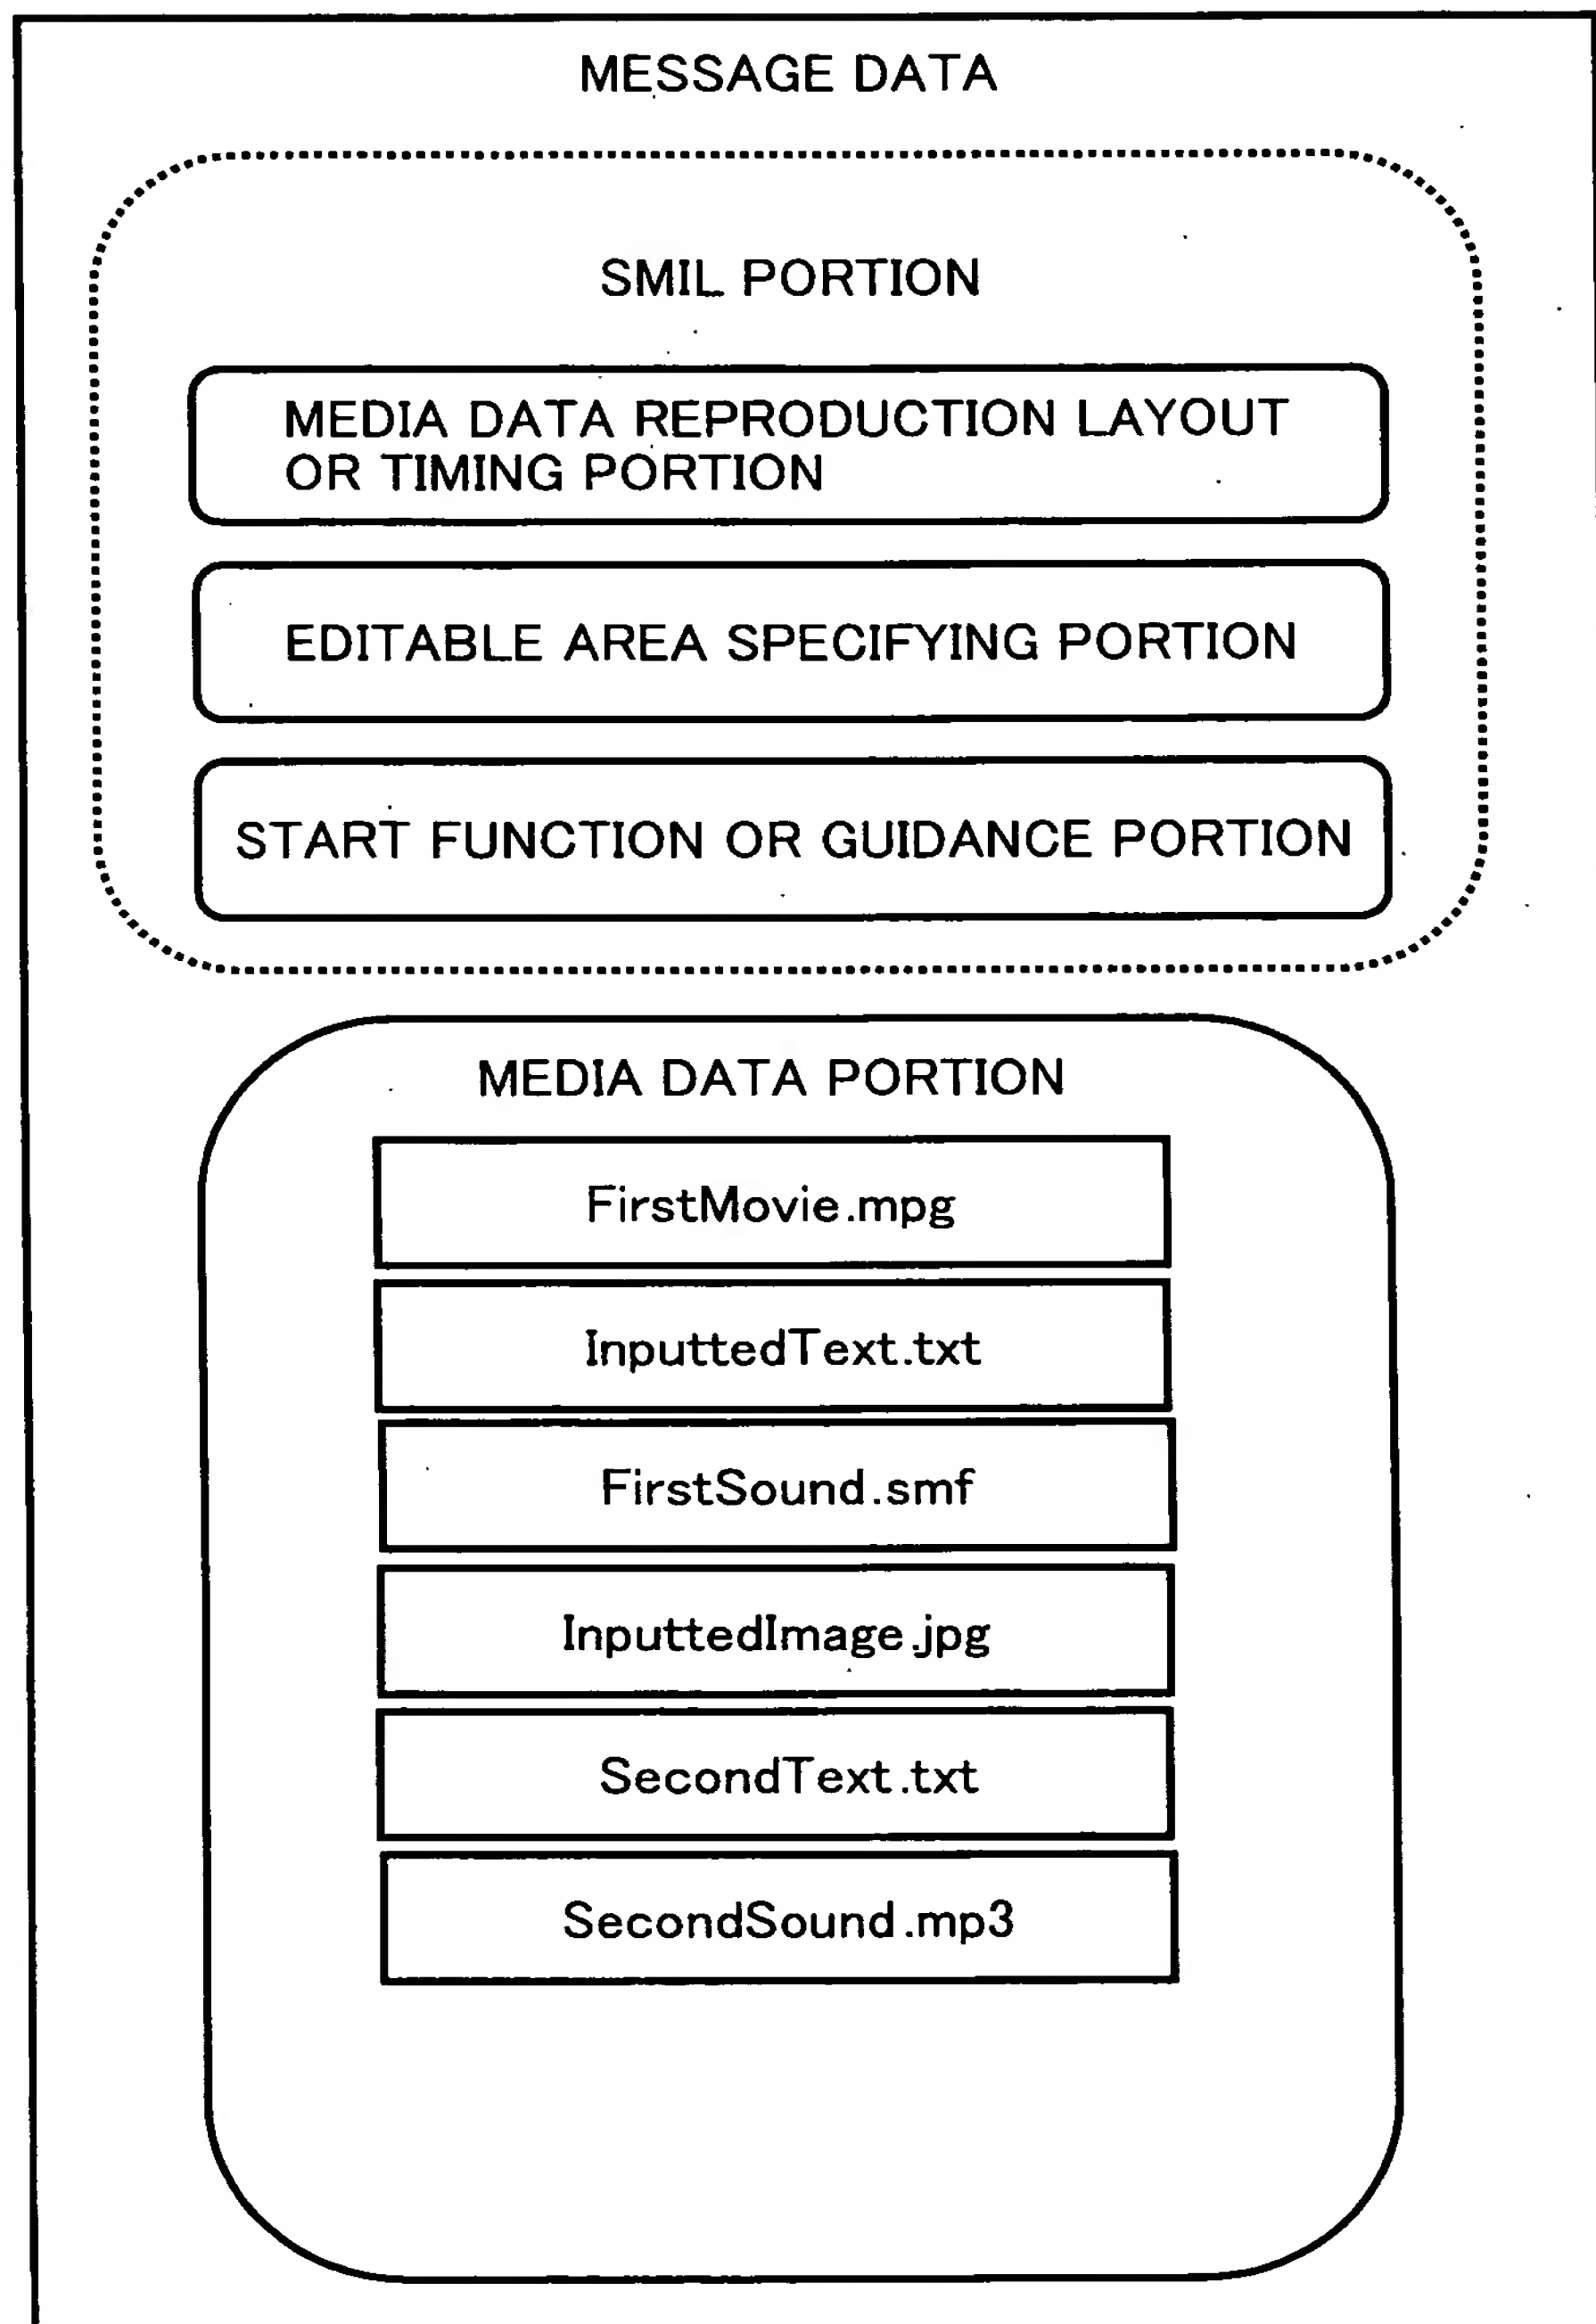 MESSAGE DATA
SMIL PORTION
MEDIA DATA REPRODUCTION LAYOUT
OR TIMING PORTION
EDITABLE AREA SPECIFYING PORTION
START FUNCTION OR GUIDANCE PORTION
MEDIA DATA PORTION
FirstMovie.mpg
InputtedText.txt
FirstSound.smf
InputtedImage.jpg
SecondText.txt
SecondSound.mp3